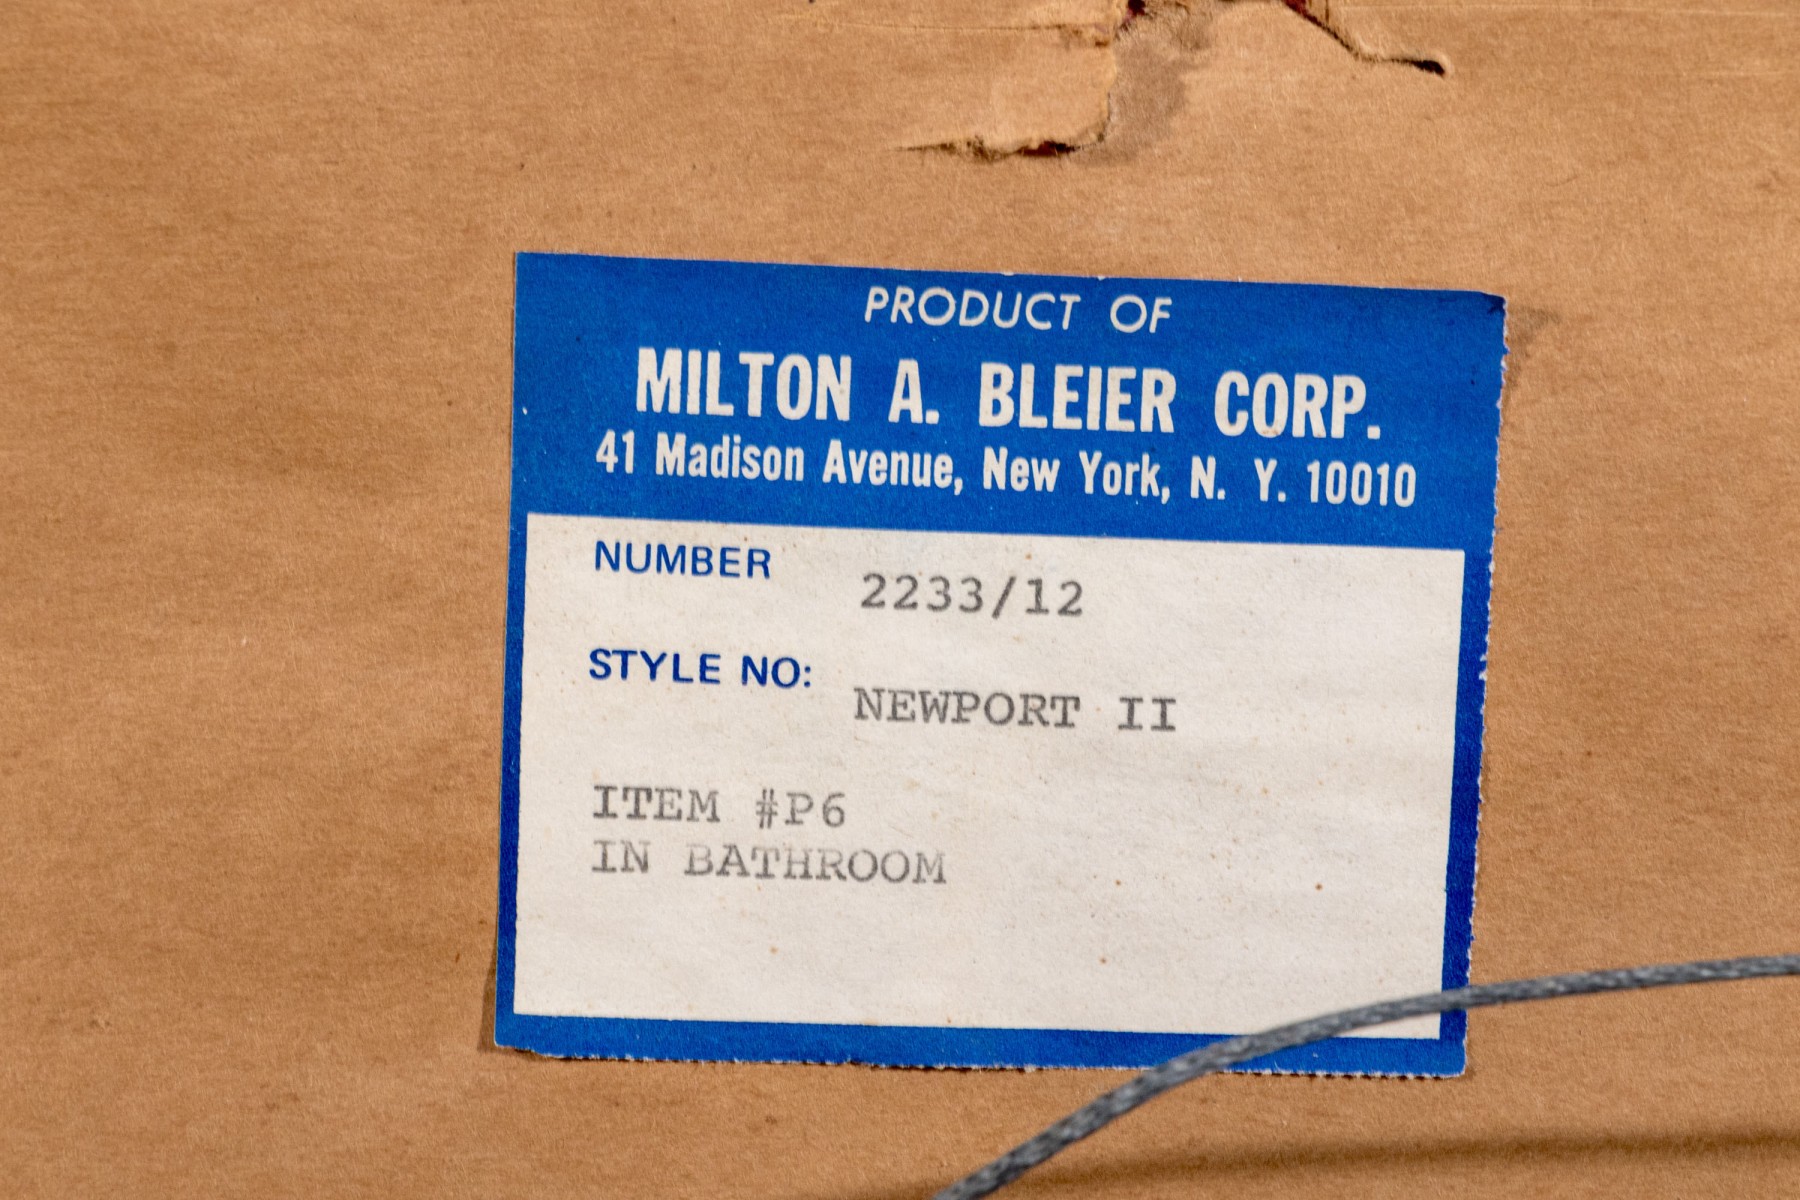 PRODUCT OF
MILTON A. BLEIER CORP.
41 Madison Avenue, New York, N. Y. 10010
NUMBER 2233/12
STYLE NO: NEWPORT II
ITEM #P6
IN BATHROOM